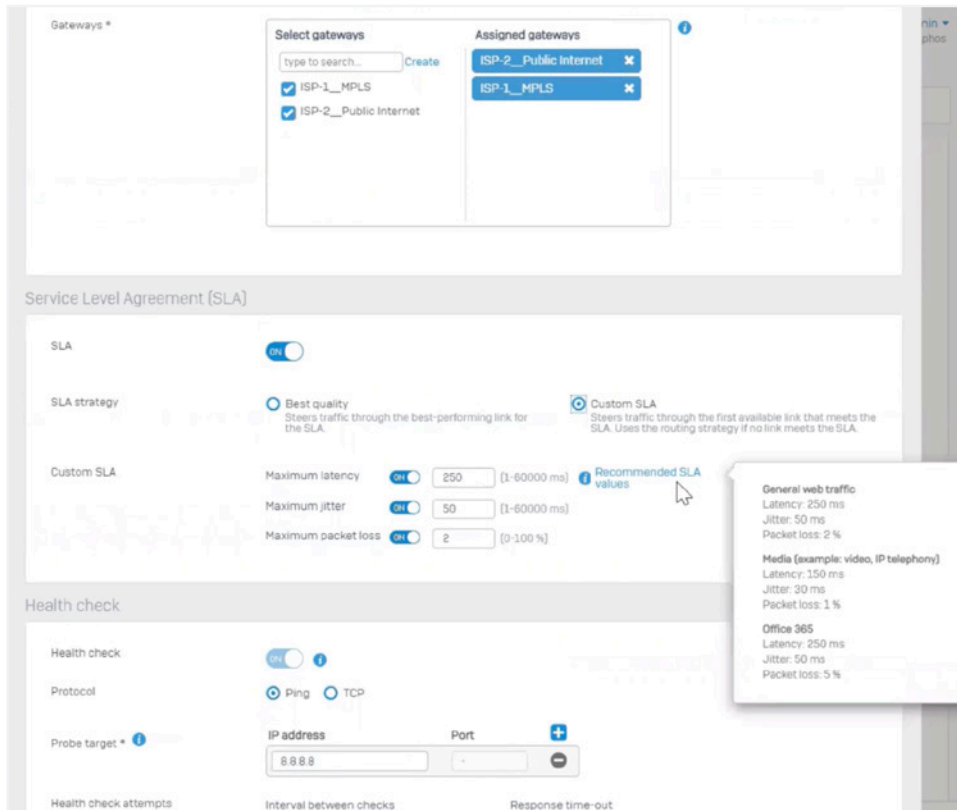 Gateways *
Select gateways
Assigned gateways
type to search...
Create
ISP-1__MPLS
ISP-2__Public Internet
ISP-2__Public Internet
ISP-1__MPLS
Service Level Agreement (SLA)
SLA
ON
SLA strategy
Best quality
Steers traffic through the best-performing link for
the SLA.
Custom SLA
Steers traffic through the first available link that meets the
SLA. Uses the routing strategy if no link meets the SLA.
Custom SLA
Maximum latency ON 250 (1-60000 ms)
Recommended SLA
values
Maximum jitter ON 50 (1-60000 ms)
Maximum packet loss ON 2 (0-100 %)
General web traffic
Latency: 250 ms
Jitter: 50 ms
Packet loss: 2 %
Media (example: video, IP telephony)
Latency: 150 ms
Jitter: 30 ms
Packet loss: 1 %
Office 365
Latency: 250 ms
Jitter: 50 ms
Packet loss: 5 %
Health check
Health check
ON
Protocol
Ping TCP
Probe target *
IP address
Port
8.8.8.8
Health check attempts
Interval between checks
Response time-out